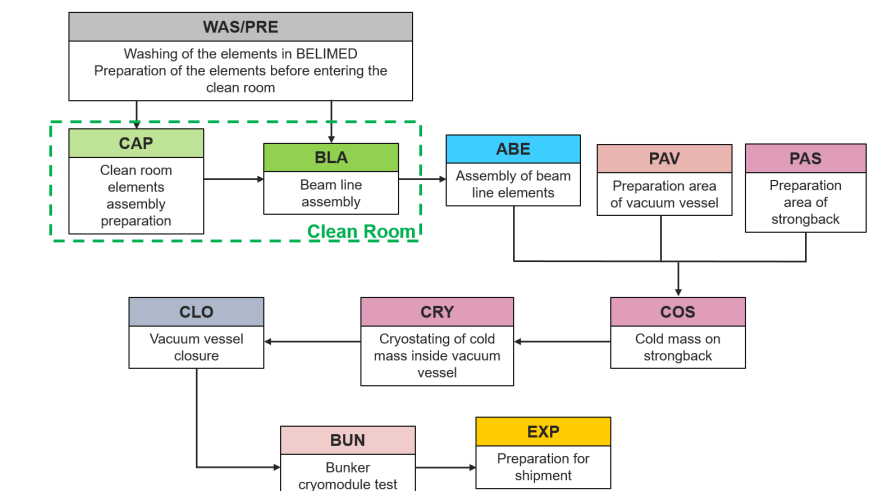 WAS/PRE
Washing of the elements in BELIMED
Preparation of the elements before entering the
clean room
CAP
Clean room
elements
assembly
preparation
BLA
Beam line
assembly
Clean Room
ABE
Assembly of beam
line elements
PAV
Preparation area
of vacuum vessel
PAS
Preparation
area of
strongback
CLO
Vacuum vessel
closure
CRY
Cryostating of cold
mass inside vacuum
vessel
COS
Cold mass on
strongback
BUN
Bunker
cryomodule test
EXP
Preparation for
shipment